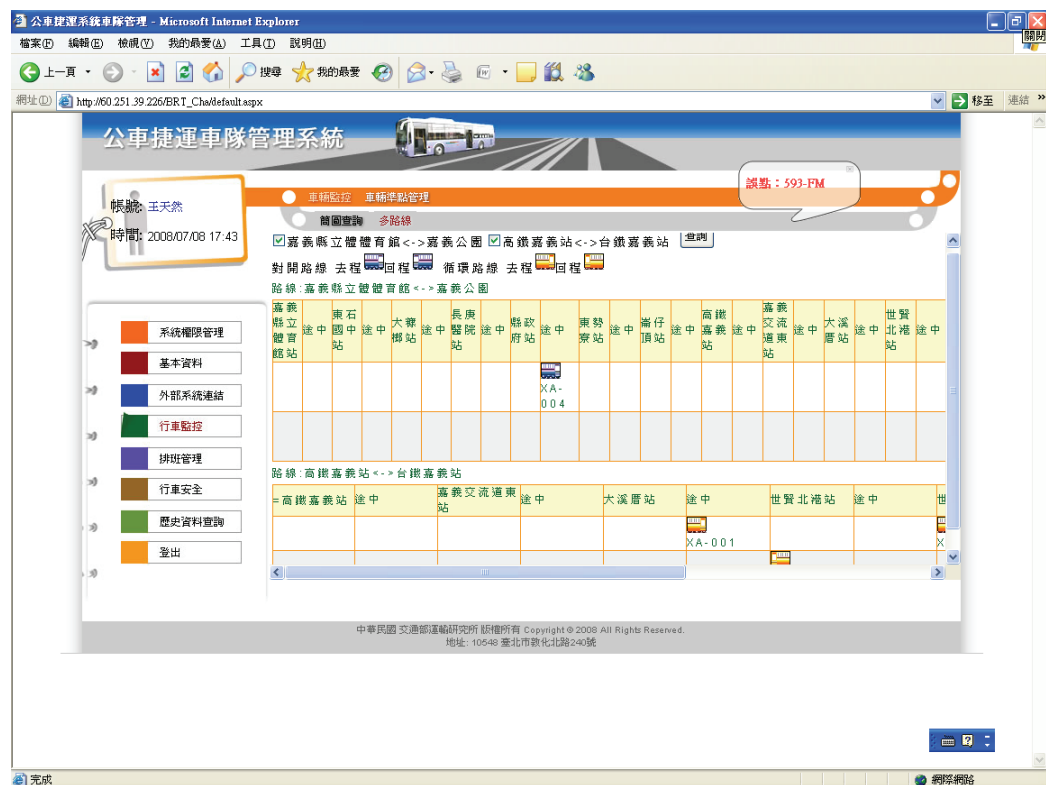 公車捷運系統車隊管理 - Microsoft Internet Explorer
關閉
檔案(F) 編輯(E) 檢視(V) 我的最愛(A) 工具(T) 說明(H)
上一頁 搜尋 我的最愛
網址(D) http://60.251.39.226/BRT_Cha/default.aspx 移至 連結 »
公車捷運車隊管理系統
誤點：593-FM
帳號: 王天然
時間: 2008/07/08 17:43
車輛監控 車輛準點管理
簡圖查詢 多路線
嘉義縣立體體育館<->嘉義公園 高鐵嘉義站<->台鐵嘉義站 查詢
對開路線 去程 回程 循環路線 去程 回程
路線:嘉義縣立體體育館<->嘉義公園
嘉義縣立體育館站 途中 東石國中站 途中 大槺榔站 途中 長庚醫院站 途中 縣政府站 途中 東勢寮站 途中 崙仔頂站 途中 高鐵嘉義站 途中 嘉義交流道東站 途中 大溪厝站 途中 世賢北港站 途中
XA-004
路線:高鐵嘉義站<->台鐵嘉義站
=高鐵嘉義站 途中 嘉義交流道東站 途中 大溪厝站 途中 世賢北港站 途中 世
XA-001 X
系統權限管理
基本資料
外部系統連結
行車監控
排班管理
行車安全
歷史資料查詢
登出
中華民國 交通部運輸研究所 版權所有 Copyright © 2008 All Rights Reserved.
地址: 10548 臺北市敦化北路240號
完成 網際網路